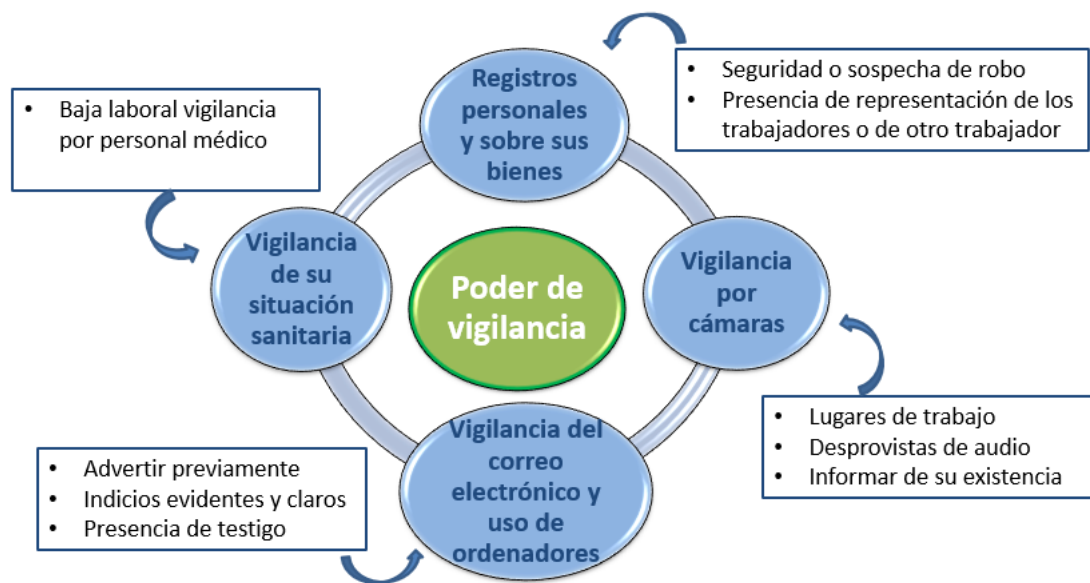 Registros
personales
y sobre sus
bienes
• Seguridad o sospecha de robo
• Presencia de representación de los
trabajadores o de otro trabajador
• Baja laboral vigilancia
por personal médico
Vigilancia
de su
situación
sanitaria
Poder de
vigilancia
Vigilancia
por
cámaras
Vigilancia del
correo
electrónico y
uso de
ordenadores
• Lugares de trabajo
• Desprovistas de audio
• Informar de su existencia
• Advertir previamente
• Indicios evidentes y claros
• Presencia de testigo